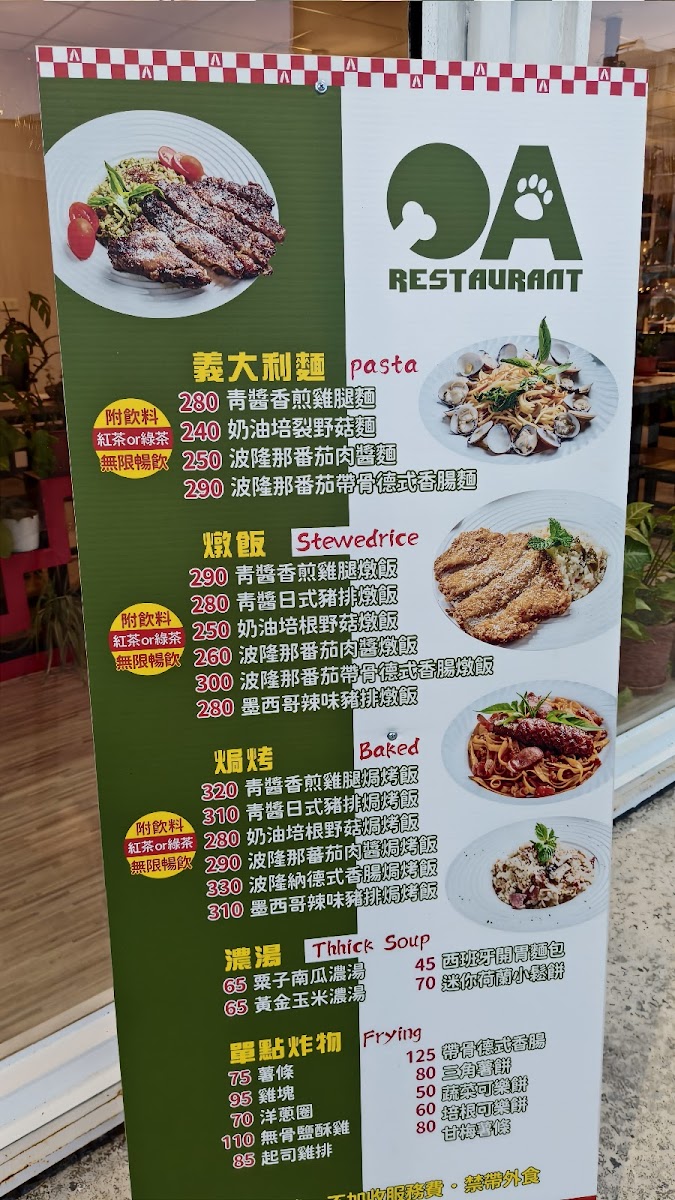 OA
RESTAURANT
義大利麵 pasta
附飲料
紅茶or綠茶
無限暢飲
280 青醬香煎雞腿麵
240 奶油培裂野菇麵
250 波隆那番茄肉醬麵
290 波隆那番茄帶骨德式香腸麵
燉飯 Stewedrice
附飲料
紅茶or綠茶
無限暢飲
290 青醬香煎雞腿燉飯
280 青醬日式豬排燉飯
250 奶油培根野菇燉飯
260 波隆那番茄肉醬燉飯
300 波隆那番茄帶骨德式香腸燉飯
280 墨西哥辣味豬排燉飯
焗烤 Baked
附飲料
紅茶or綠茶
無限暢飲
320 青醬香煎雞腿焗烤飯
310 青醬日式豬排焗烤飯
280 奶油培根野菇焗烤飯
290 波隆那蕃茄肉醬焗烤飯
330 波隆納德式香腸焗烤飯
310 墨西哥辣味豬排焗烤飯
濃湯 Thhick Soup
65 粟子南瓜濃湯
65 黃金玉米濃湯
45 西班牙開胃麵包
70 迷你荷蘭小鬆餅
單點炸物 Frying
75 薯條
95 雞塊
70 洋蔥圈
110 無骨鹽酥雞
85 起司雞排
125 帶骨德式香腸
80 三角薯餅
50 蔬菜可樂餅
60 培根可樂餅
80 甘梅薯條
不加收服務費・禁帶外食